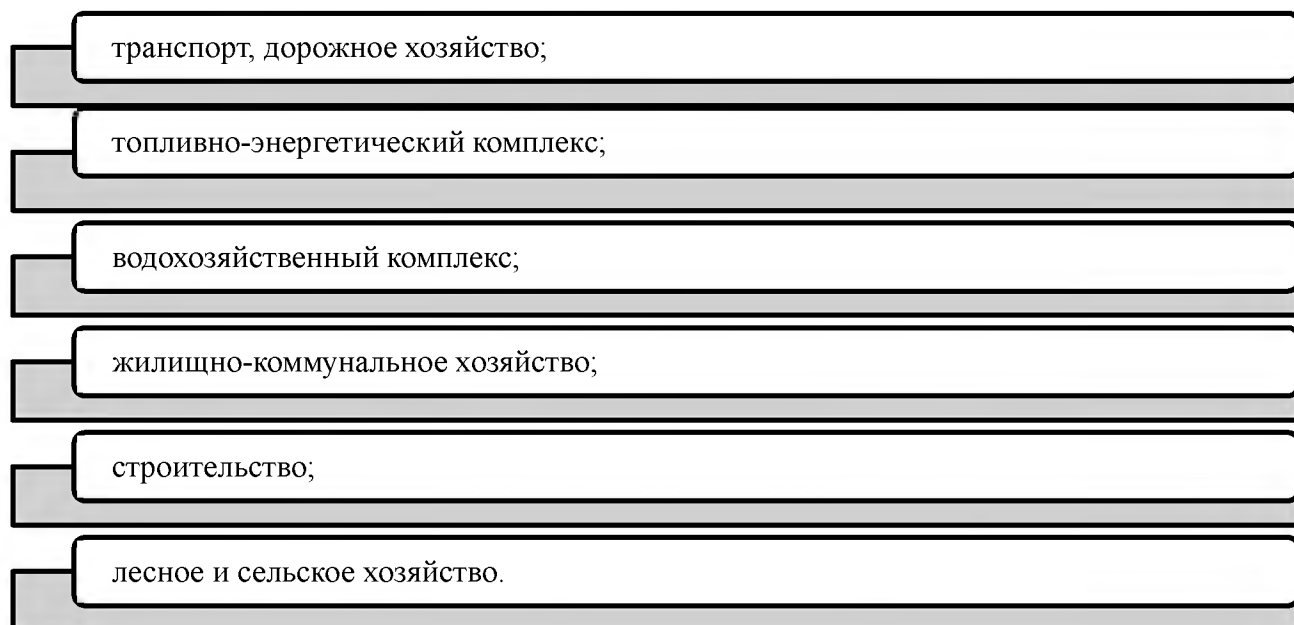 транспорт, дорожное хозяйство;
топливно-энергетический комплекс;
водохозяйственный комплекс;
жилищно-коммунальное хозяйство;
строительство;
лесное и сельское хозяйство.